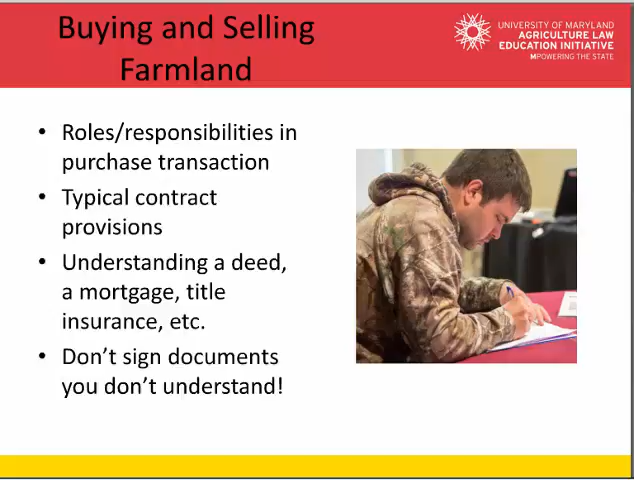 Buying and Selling
Farmland
UNIVERSITY OF MARYLAND
AGRICULTURE LAW
EDUCATION INITIATIVE
MPOWERING THE STATE
• Roles/responsibilities in
purchase transaction
• Typical contract
provisions
• Understanding a deed,
a mortgage, title
insurance, etc.
• Don’t sign documents
you don’t understand!